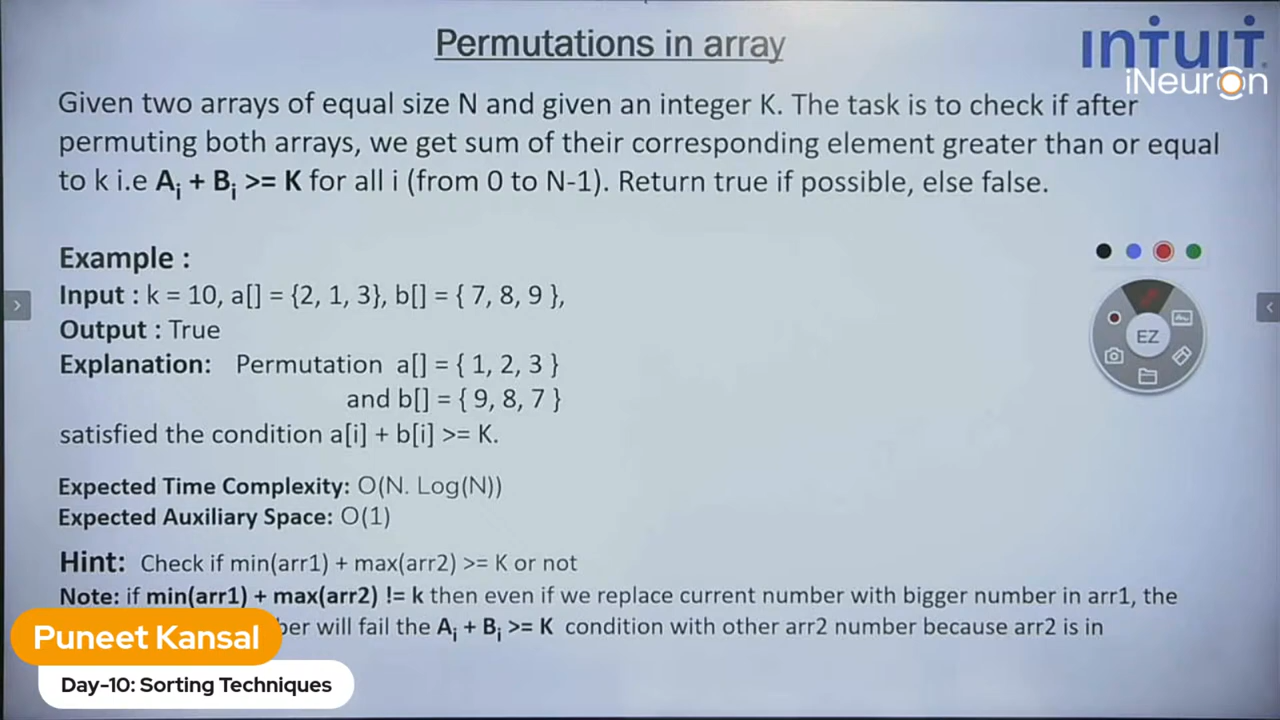 Permutations in array
INTUIT
iNeuron
Given two arrays of equal size N and given an integer K. The task is to check if after
permuting both arrays, we get sum of their corresponding element greater than or equal
to k i.e Ai + Bi >= K for all i (from 0 to N-1). Return true if possible, else false.
Example :
Input : k = 10, a[] = {2, 1, 3}, b[] = { 7, 8, 9 },
Output : True
Explanation: Permutation a[] = { 1, 2, 3 }
and b[] = { 9, 8, 7 }
satisfied the condition a[i] + b[i] >= K.
EZ
Expected Time Complexity: O(N. Log(N))
Expected Auxiliary Space: O(1)
Hint: Check if min(arr1) + max(arr2) >= K or not
Note: if min(arr1) + max(arr2) != k then even if we replace current number with bigger number in arr1, the
will fail the Ai + Bi >= K condition with other arr2 number because arr2 is in
Puneet Kansal
Day-10: Sorting Techniques